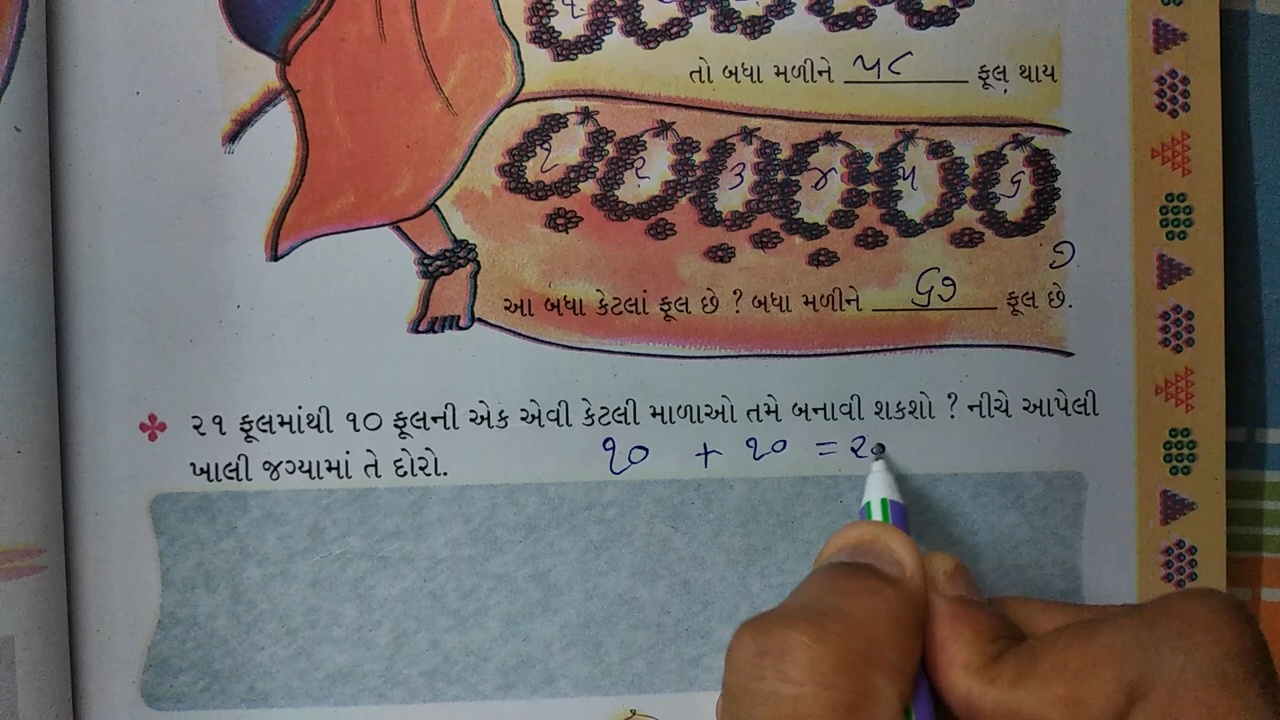 તો બધા મળીને ૫૮ ફૂલ થાય
૧ ૨ ૩ ૪ ૫ ૬
૭
આ બધા કેટલાં ફૂલ છે ? બધા મળીને ૬૭ ફૂલ છે.
૨૧ ફૂલમાંથી ૧૦ ફૂલની એક એવી કેટલી માળાઓ તમે બનાવી શકશો ? નીચે આપેલી
ખાલી જગ્યામાં તે દોરો.
૧૦ + ૧૦ = ૨૦